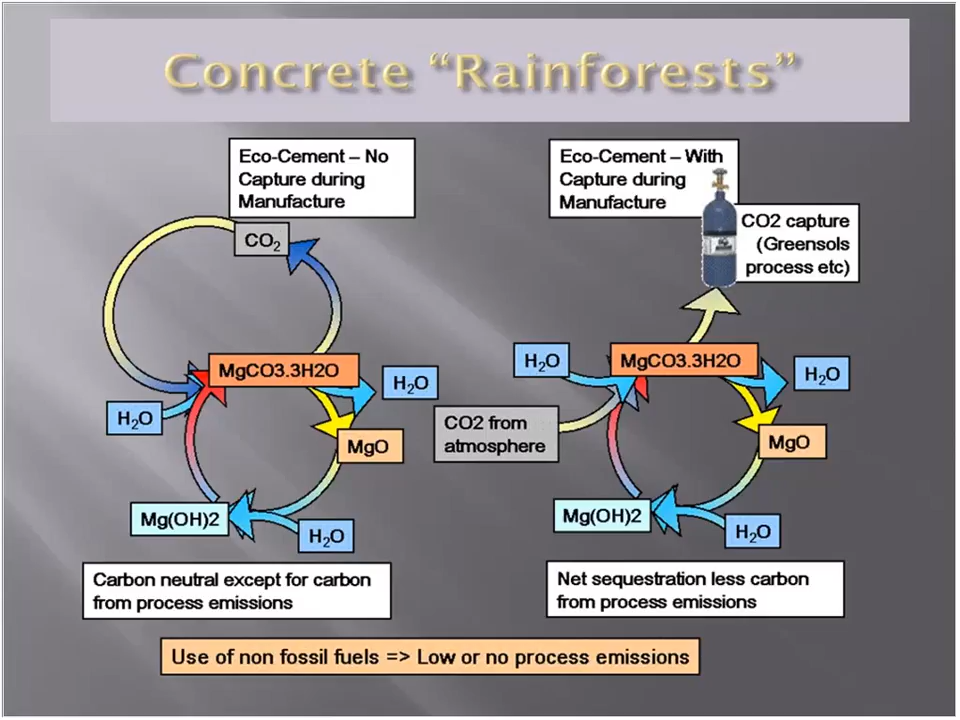 Concrete “Rainforests”
Eco-Cement – No
Capture during
Manufacture
CO₂
MgCO3.3H2O
H₂O
H₂O
MgO
Mg(OH)2
H₂O
Carbon neutral except for carbon
from process emissions
Eco-Cement – With
Capture during
Manufacture
CO2 capture
(Greensols
process etc)
H₂O
MgCO3.3H2O
H₂O
CO2 from
atmosphere
MgO
Mg(OH)2
H₂O
Net sequestration less carbon
from process emissions
Use of non fossil fuels => Low or no process emissions